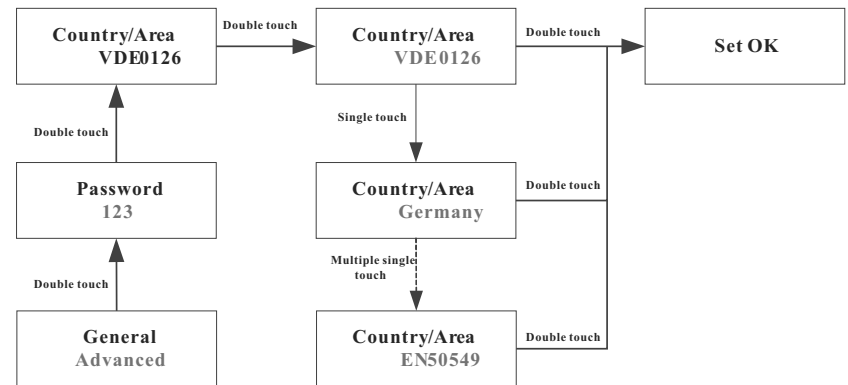 Country/Area
VDE0126
Double touch
Country/Area
VDE0126
Double touch
Set OK
Double touch
Single touch
Password
123
Country/Area
Germany
Double touch
Double touch
Multiple single
touch
General
Advanced
Country/Area
EN50549
Double touch